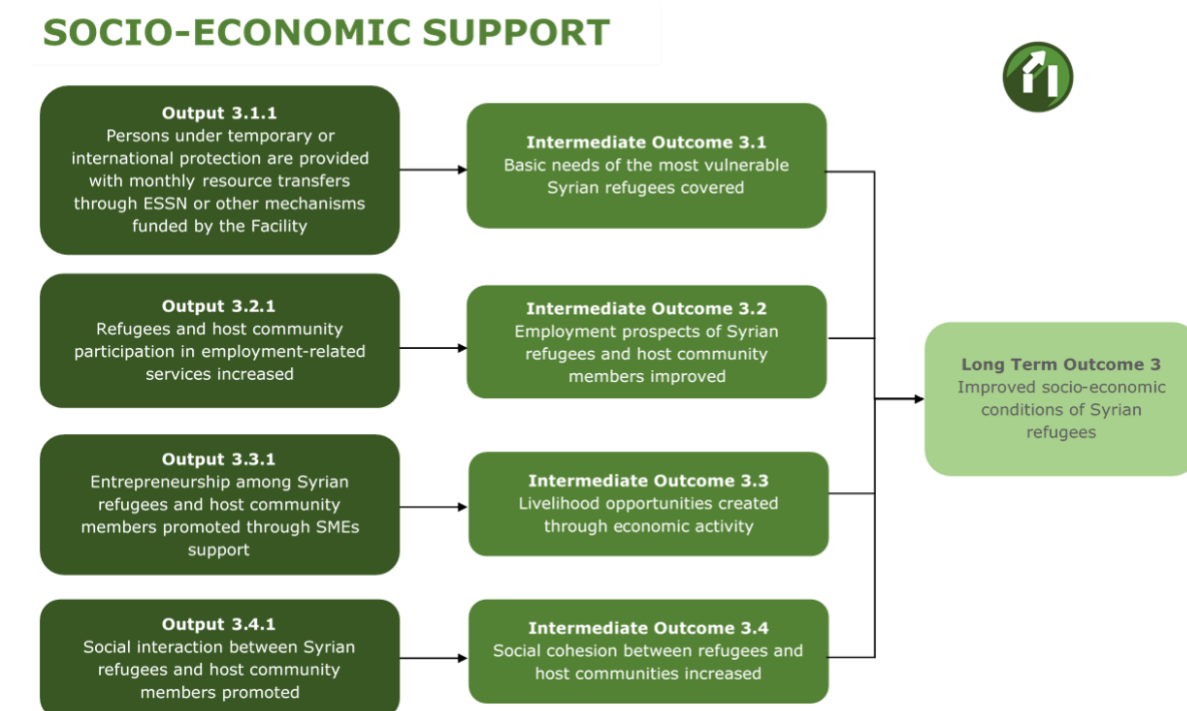 SOCIO-ECONOMIC SUPPORT
Output 3.1.1
Persons under temporary or
international protection are provided
with monthly resource transfers
through ESSN or other mechanisms
funded by the Facility
Intermediate Outcome 3.1
Basic needs of the most vulnerable
Syrian refugees covered
Output 3.2.1
Refugees and host community
participation in employment-related
services increased
Intermediate Outcome 3.2
Employment prospects of Syrian
refugees and host community
members improved
Output 3.3.1
Entrepreneurship among Syrian
refugees and host community
members promoted through SMEs
support
Intermediate Outcome 3.3
Livelihood opportunities created
through economic activity
Output 3.4.1
Social interaction between Syrian
refugees and host community
members promoted
Intermediate Outcome 3.4
Social cohesion between refugees and
host communities increased
Long Term Outcome 3
Improved socio-economic
conditions of Syrian
refugees